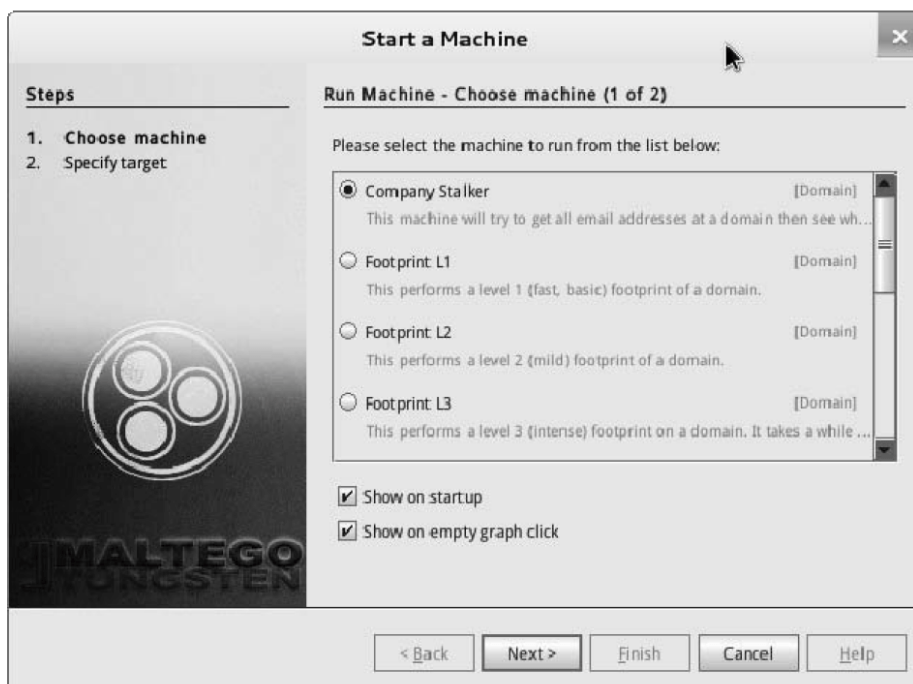 Start a Machine
Steps
1. Choose machine
2. Specify target
Run Machine - Choose machine (1 of 2)
Please select the machine to run from the list below:
Company Stalker [Domain]
This machine will try to get all email addresses at a domain then see wh...
Footprint L1 [Domain]
This performs a level 1 (fast, basic) footprint of a domain.
Footprint L2 [Domain]
This performs a level 2 (mild) footprint of a domain.
Footprint L3 [Domain]
This performs a level 3 (intense) footprint on a domain. It takes a while ...
Show on startup
Show on empty graph click
MALTEGO
TUNGSTEN
< Back Next > Finish Cancel Help